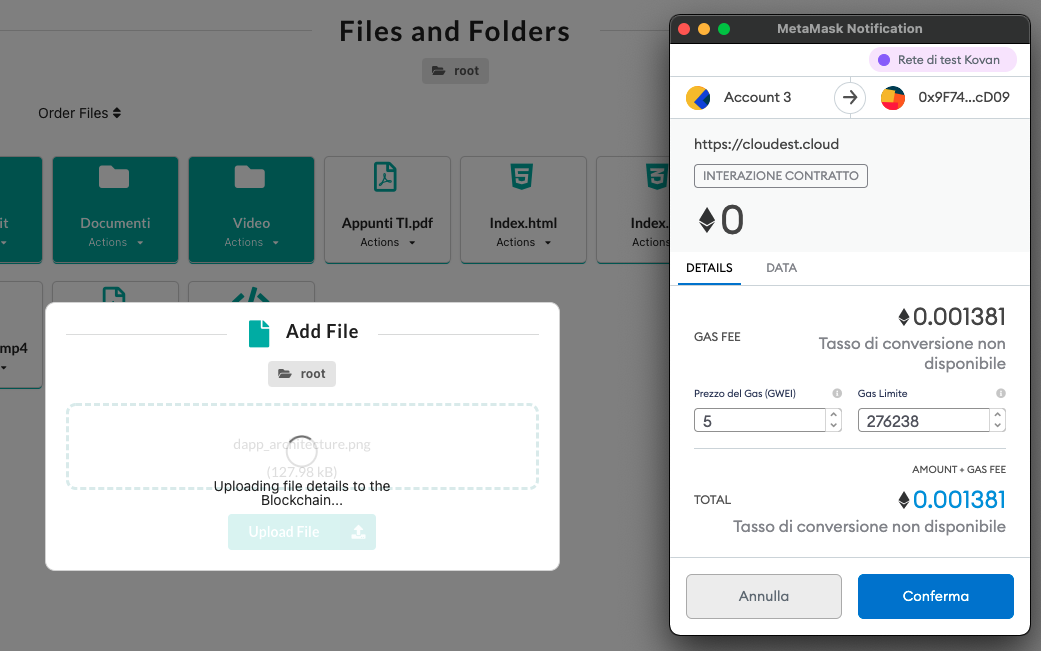 Files and Folders
root
Order Files
it
Documenti
Actions
Video
Actions
Appunti TI.pdf
Actions
Index.html
Actions
Index.
Actions
mp4
Add File
root
dapp_architecture.png
(127.98 kB)
Uploading file details to the
Blockchain...
Upload File
MetaMask Notification
Rete di test Kovan
Account 3
0x9F74...cD09
https://cloudest.cloud
INTERAZIONE CONTRATTO
0
DETAILS
DATA
GAS FEE
0.001381
Tasso di conversione non
disponibile
Prezzo del Gas (GWEI)
Gas Limite
5
276238
AMOUNT + GAS FEE
TOTAL
0.001381
Tasso di conversione non disponibile
Annulla
Conferma